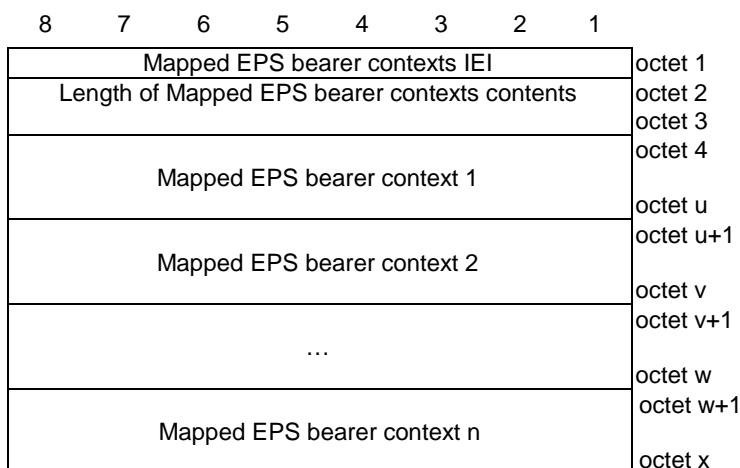 8 7 6 5 4 3 2 1
Mapped EPS bearer contexts IEI octet 1
Length of Mapped EPS bearer contexts contents octet 2
octet 3
octet 4
Mapped EPS bearer context 1
octet u
octet u+1
Mapped EPS bearer context 2
octet v
octet v+1
…
octet w
octet w+1
Mapped EPS bearer context n
octet x